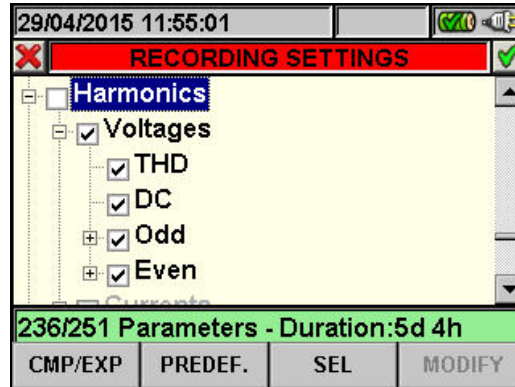 29/04/2015 11:55:01
RECORDING SETTINGS
Harmonics
Voltages
THD
DC
Odd
Even
Currents
236/251 Parameters - Duration:5d 4h
CMP/EXP PREDEF. SEL MODIFY